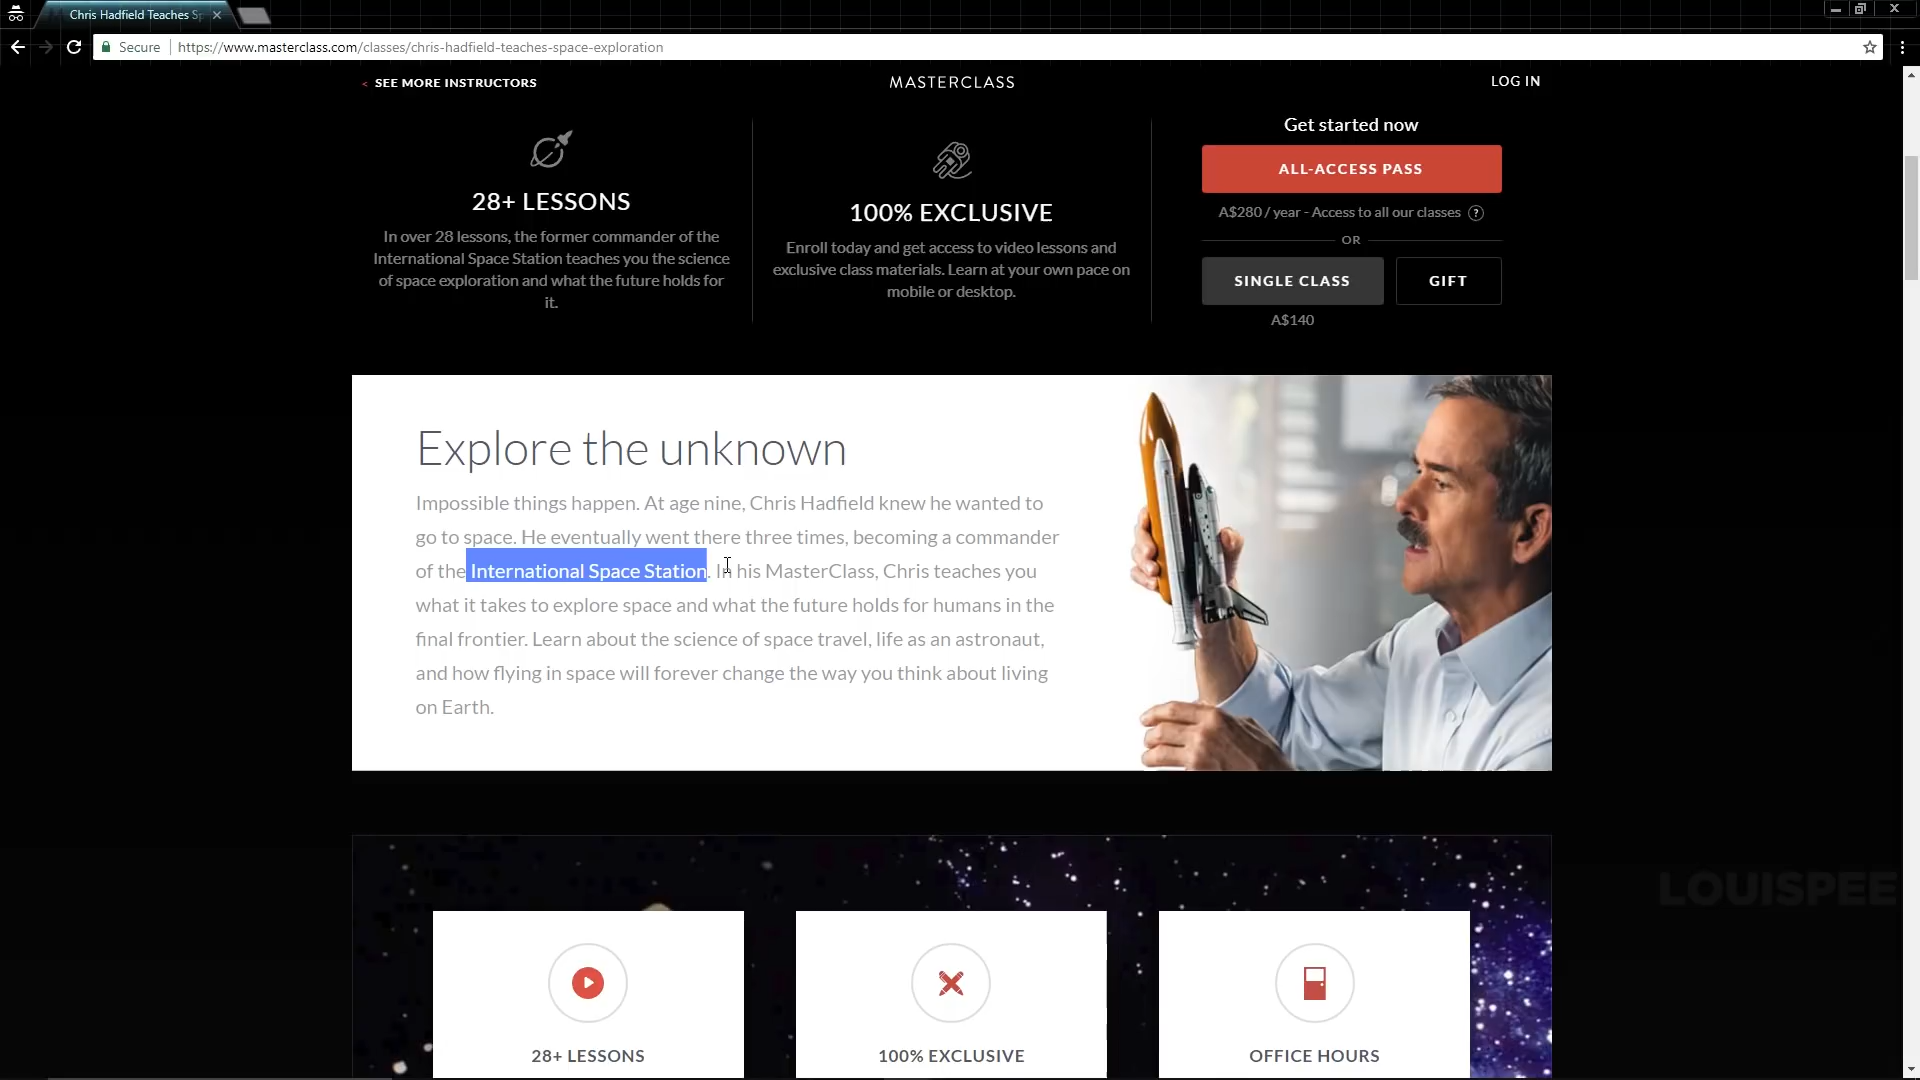 Chris Hadfield Teaches Sp
Secure
https://www.masterclass.com/classes/chris-hadfield-teaches-space-exploration
< SEE MORE INSTRUCTORS
MASTERCLASS
LOG IN
28+ LESSONS
In over 28 lessons, the former commander of the
International Space Station teaches you the science
of space exploration and what the future holds for
it.
100% EXCLUSIVE
Enroll today and get access to video lessons and
exclusive class materials. Learn at your own pace on
mobile or desktop.
Get started now
ALL-ACCESS PASS
A$280 / year - Access to all our classes ?
OR
SINGLE CLASS
GIFT
A$140
Explore the unknown
Impossible things happen. At age nine, Chris Hadfield knew he wanted to
go to space. He eventually went there three times, becoming a commander
of the International Space Station. In his MasterClass, Chris teaches you
what it takes to explore space and what the future holds for humans in the
final frontier. Learn about the science of space travel, life as an astronaut,
and how flying in space will forever change the way you think about living
on Earth.
LOUISPEE
28+ LESSONS
100% EXCLUSIVE
OFFICE HOURS